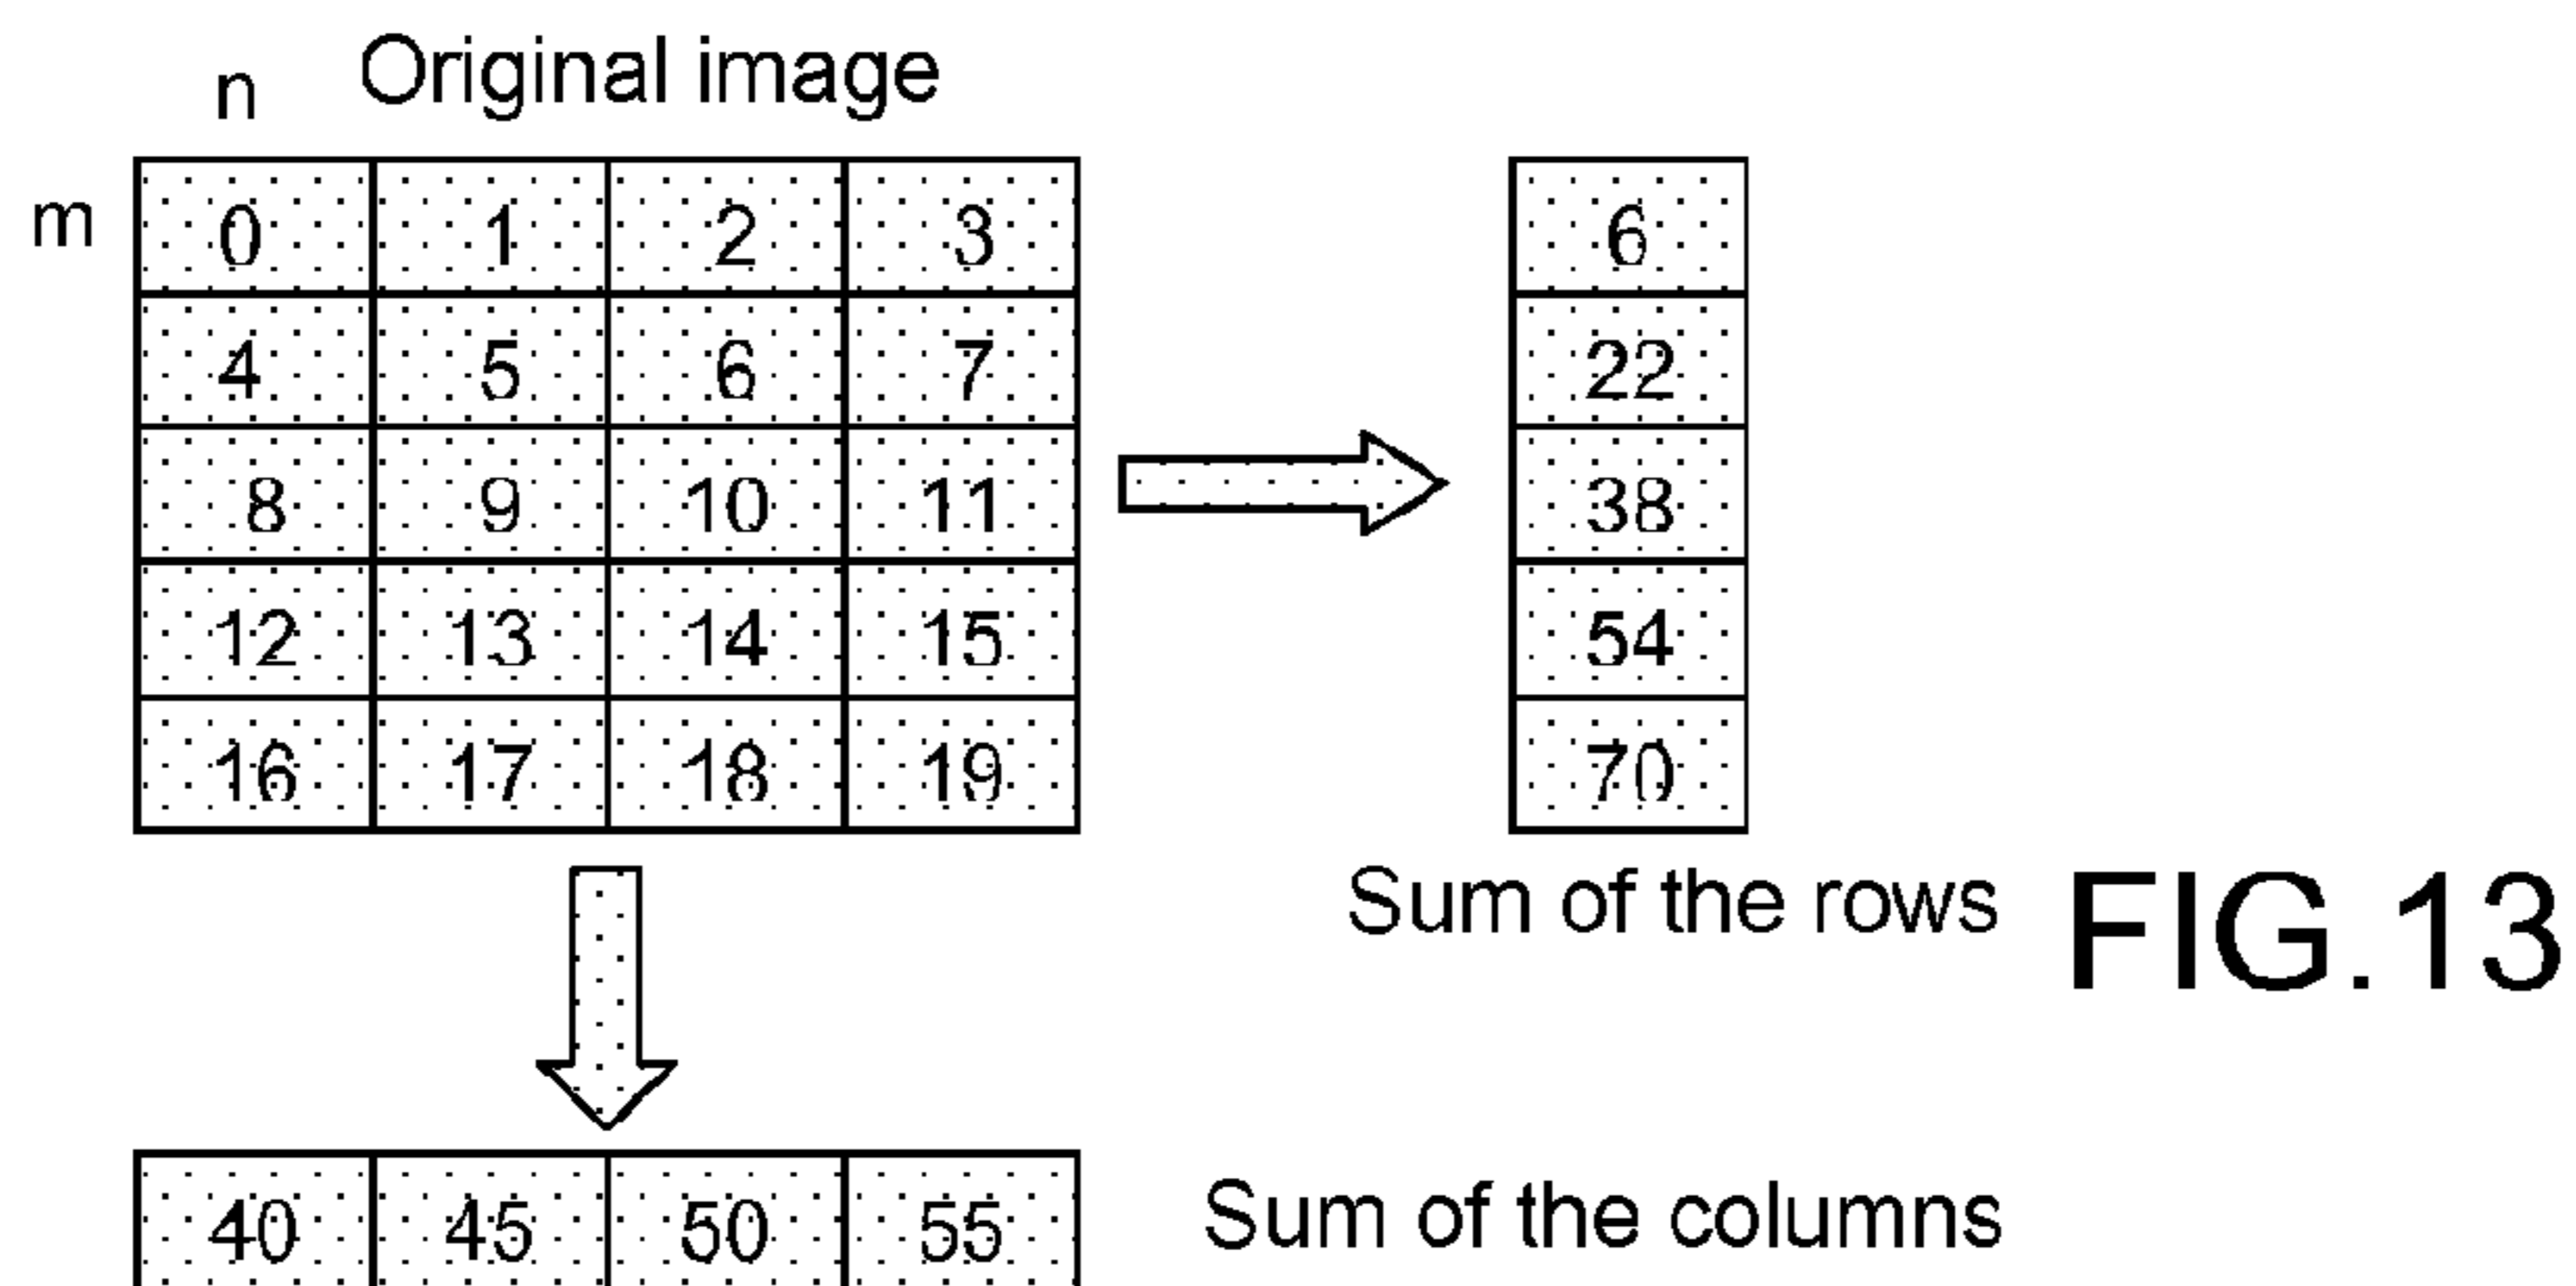 n Original image
m
0 1 2 3 6
4 5 6 7 22
8 9 10 11 38
12 13 14 15 54
16 17 18 19 70
Sum of the rows FIG.13
40 45 50 55 Sum of the columns